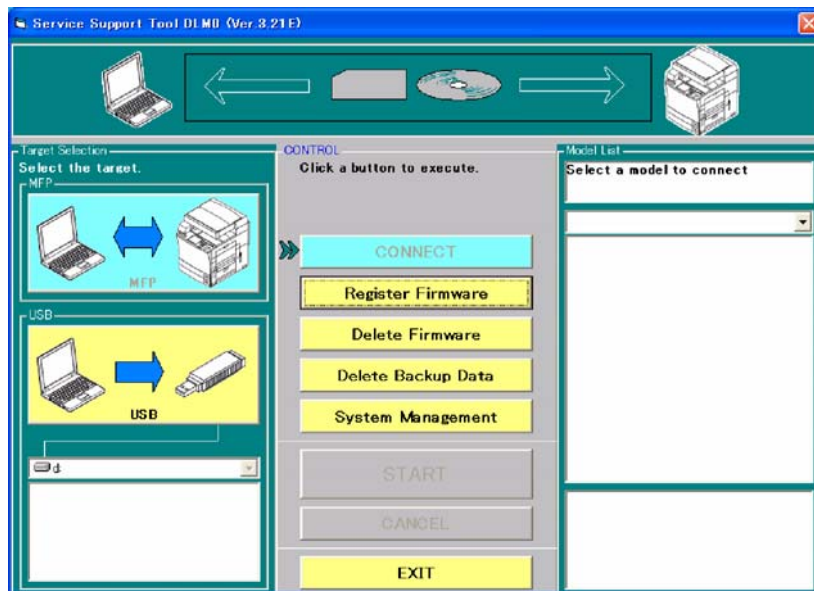 Service Support Tool DLM0 (Ver.3.21E)
Target Selection
Select the target.
MFP
MFP
USB
USB
d:
CONTROL
Click a button to execute.
CONNECT
Register Firmware
Delete Firmware
Delete Backup Data
System Management
START
CANCEL
EXIT
Model List
Select a model to connect